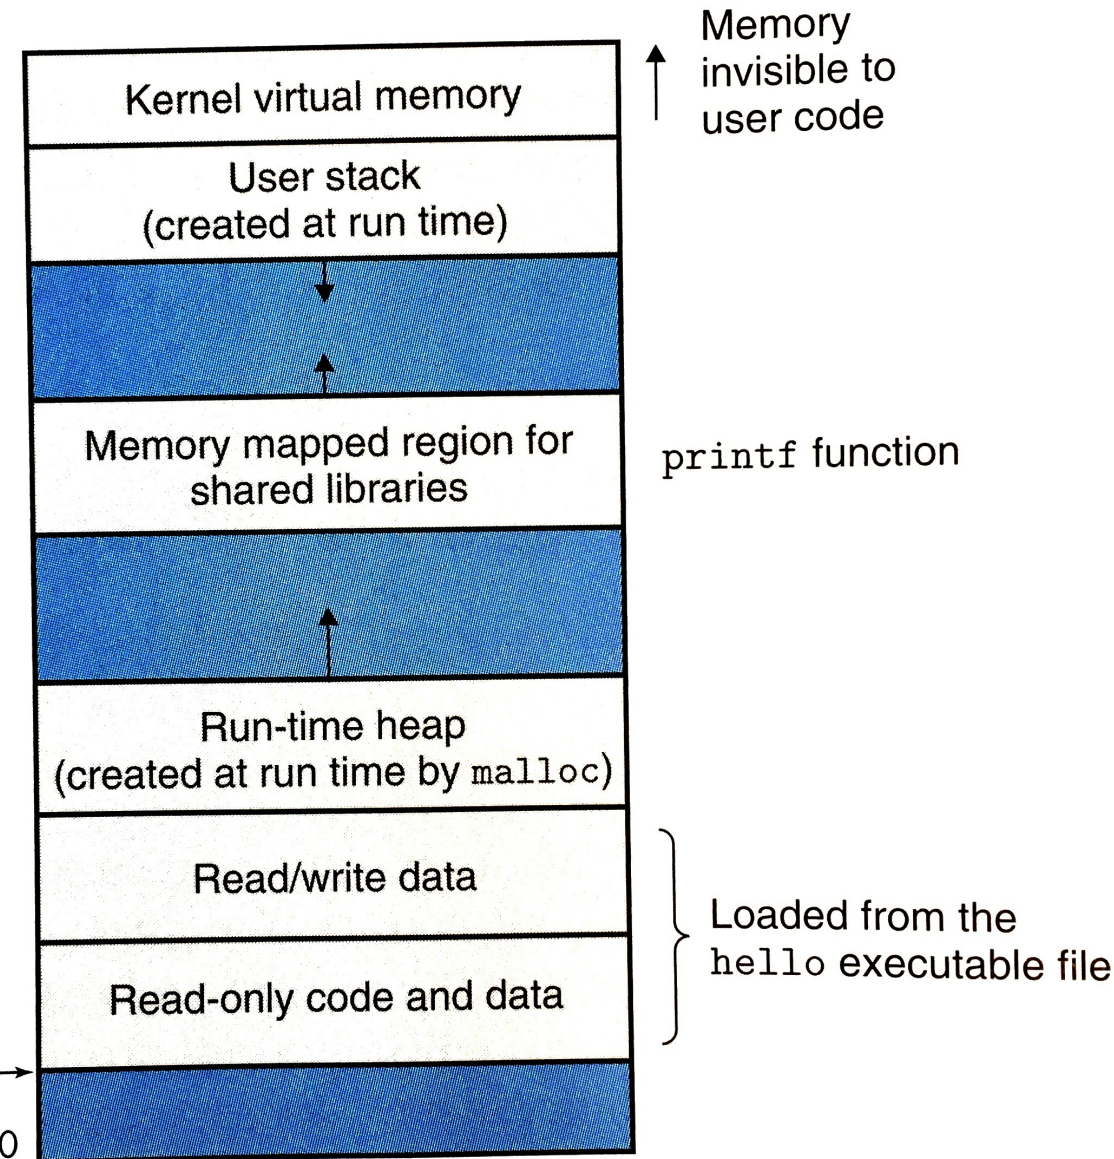 Memory
invisible to
user code
Kernel virtual memory
User stack
(created at run time)
Memory mapped region for
shared libraries
printf function
Run-time heap
(created at run time by malloc)
Read/write data
Loaded from the
hello executable file
Read-only code and data
0